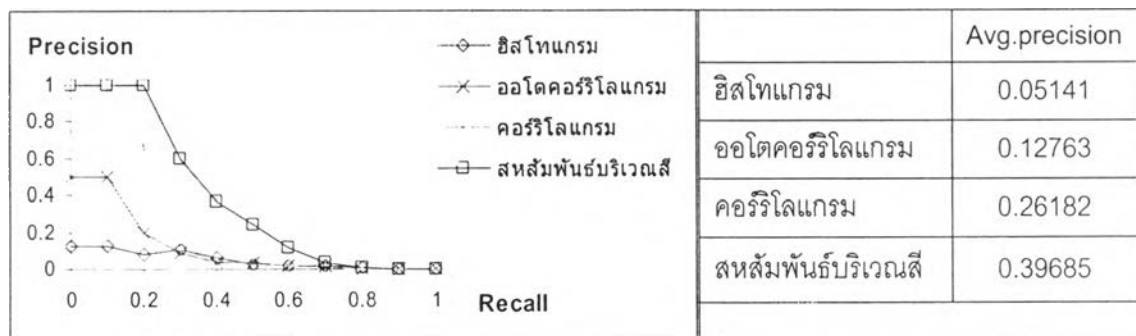 Precision
1
0.8
0.6
0.4
0.2
0
0 0.2 0.4 0.6 0.8 1
Recall
ฮิสโทแกรม
ออโตคอร์ริโลแกรม
คอร์ริโลแกรม
สหสัมพันธ์บริเวณสี
Avg.precision
ฮิสโทแกรม 0.05141
ออโตคอร์ริโลแกรม 0.12763
คอร์ริโลแกรม 0.26182
สหสัมพันธ์บริเวณสี 0.39685